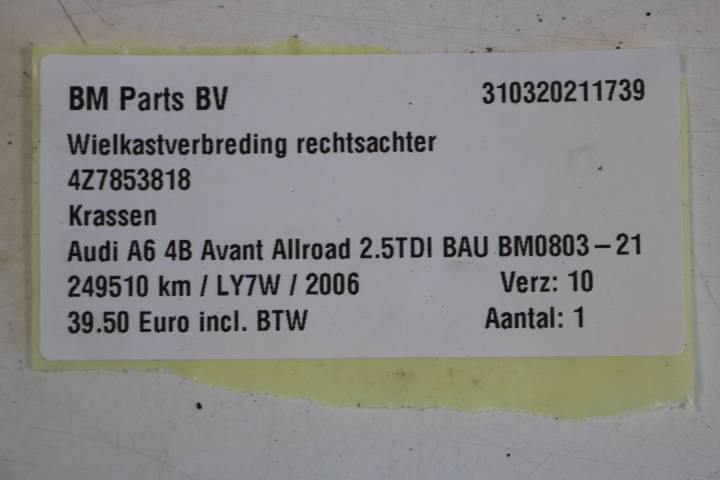 BM Parts BV 310320211739
Wielkastverbreding rechtsachter
4Z7853818
Krassen
Audi A6 4B Avant Allroad 2.5TDI BAU BM0803-21
249510 km / LY7W / 2006 Verz: 10
39.50 Euro incl. BTW Aantal: 1